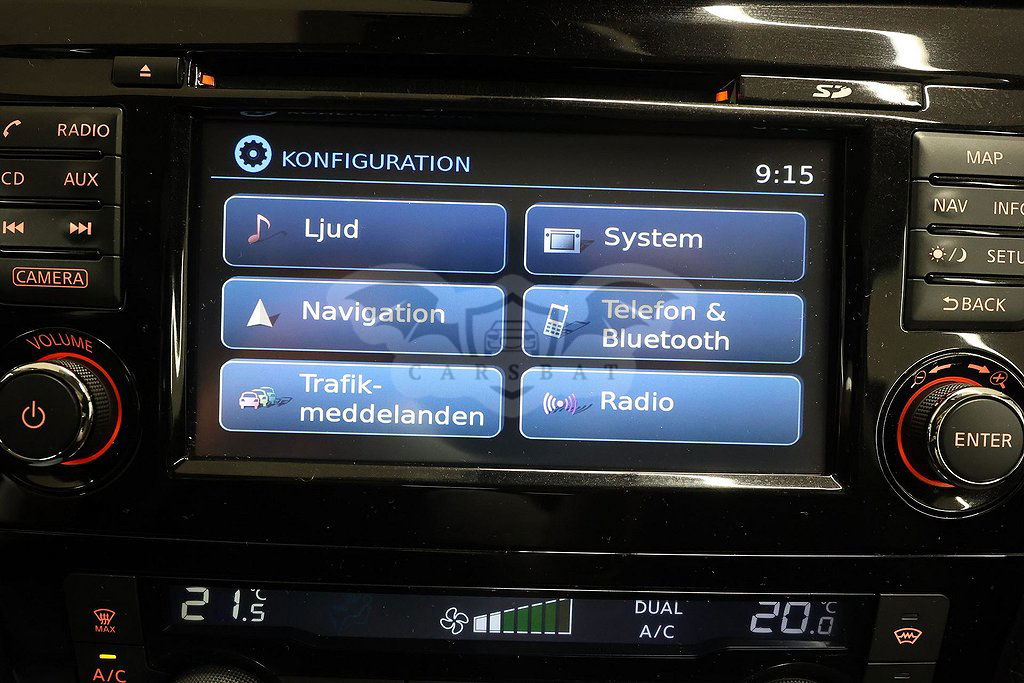 SD
RADIO
CD AUX
CAMERA
VOLUME
KONFIGURATION
9:15
Ljud
System
Navigation
Telefon &
Bluetooth
Trafik-
meddelanden
Radio
CARSBAT
MAP
NAV
BACK
ENTER
21.5 °C
DUAL
A/C
20.0 °C
MAX
A/C